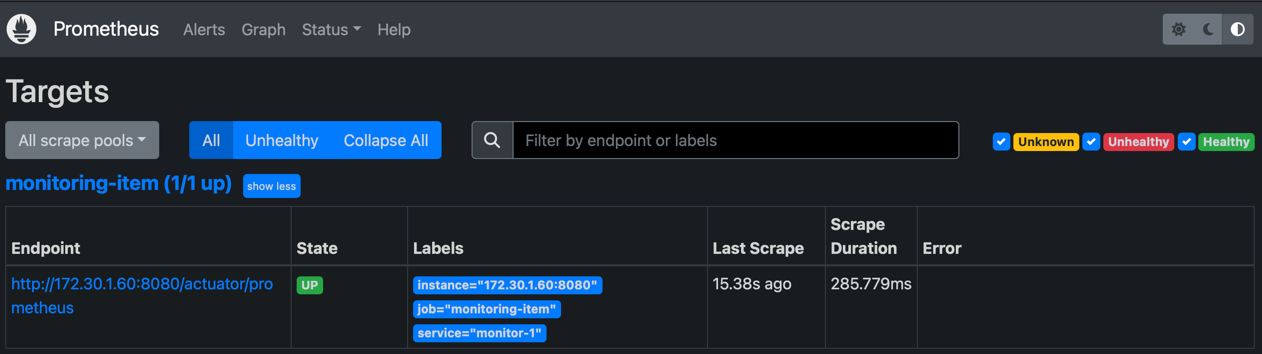 Prometheus Alerts Graph Status Help
Targets
All scrape pools All Unhealthy Collapse All Filter by endpoint or labels Unknown Unhealthy Healthy
monitoring-item (1/1 up) show less
Endpoint State Labels Last Scrape Scrape Duration Error
http://172.30.1.60:8080/actuator/pro
metheus
UP
instance="172.30.1.60:8080"
job="monitoring-item"
service="monitor-1"
15.38s ago
285.779ms